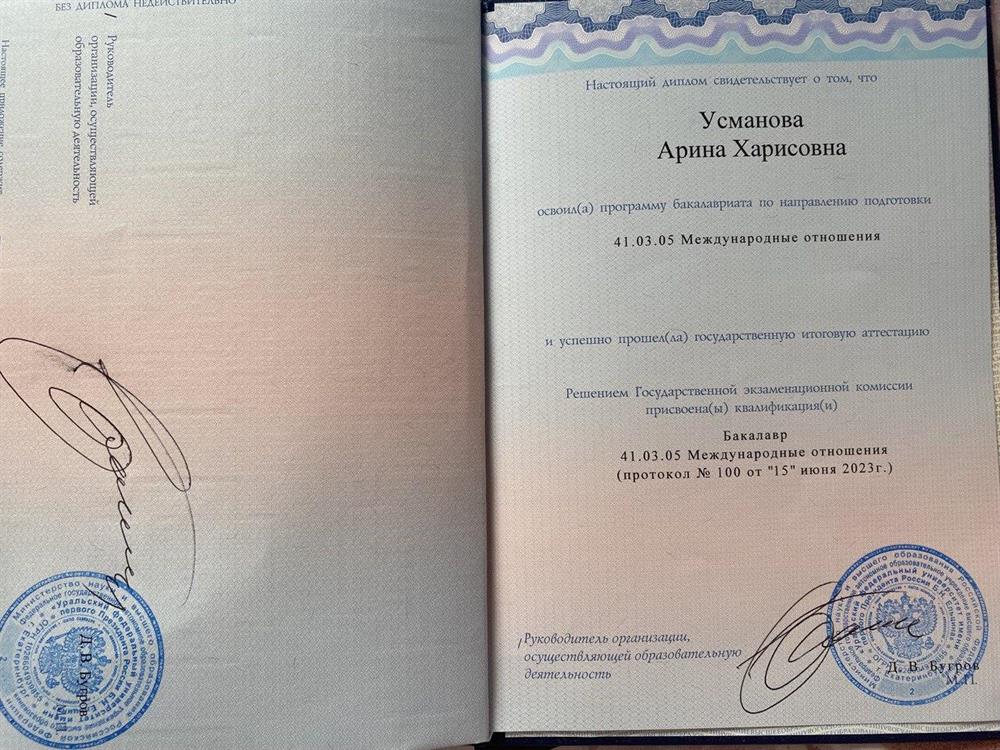 БЕЗ ДИПЛОМА НЕДЕЙСТВИТЕЛЬНО
Руководитель
организации, осуществляющей
образовательную деятельность
Настоящее приложение содержит
Д.В. Бугров
М.П.
Настоящий диплом свидетельствует о том, что
Усманова
Арина Харисовна
освоил(а) программу бакалавриата по направлению подготовки
41.03.05 Международные отношения
и успешно прошел(ла) государственную итоговую аттестацию
Решением Государственной экзаменационной комиссии
присвоена(ы) квалификация(и)
Бакалавр
41.03.05 Международные отношения
(протокол № 100 от "15" июня 2023г.)
Руководитель организации,
осуществляющей образовательную
деятельность
Д. В. Бугров
М.П.